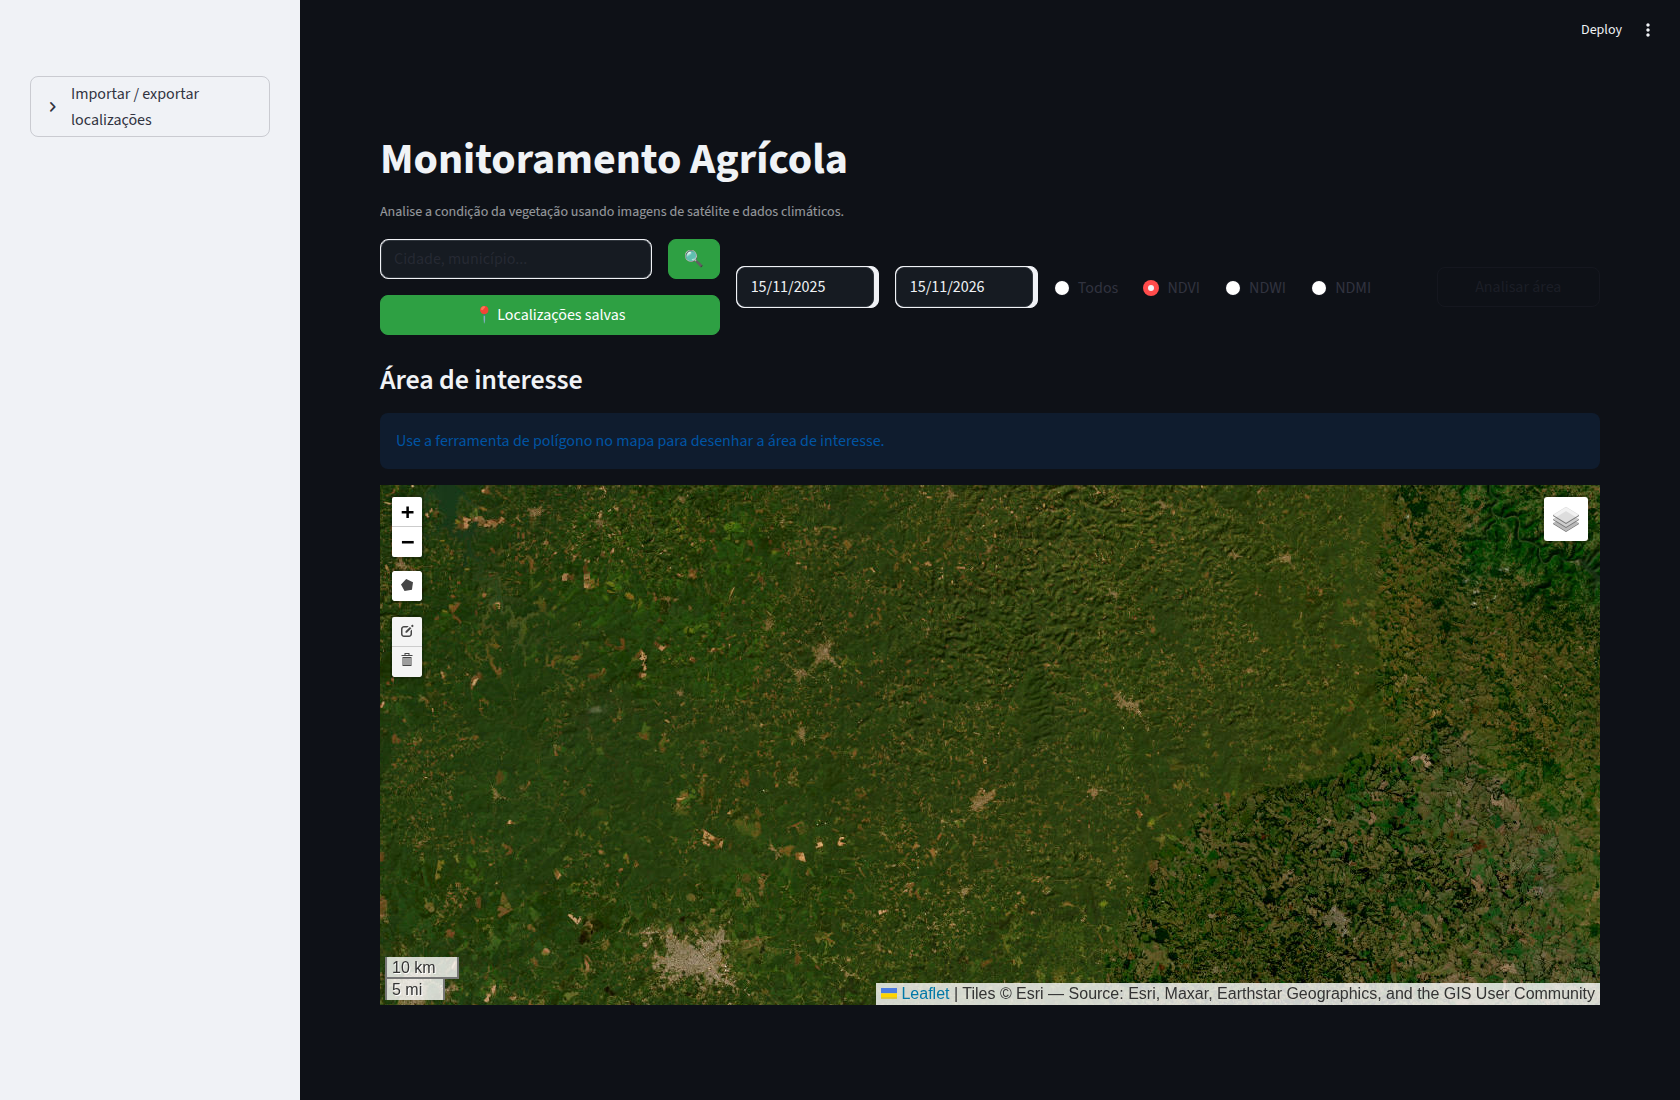 Deploy
Importar / exportar
localizações
Monitoramento Agrícola
Analise a condição da vegetação usando imagens de satélite e dados climáticos.
Cidade, município...
15/11/2025
15/11/2026
Todos
NDVI
NDWI
NDMI
Analisar área
Localizações salvas
Área de interesse
Use a ferramenta de polígono no mapa para desenhar a área de interesse.
+
−
10 km
5 mi
Leaflet | Tiles © Esri — Source: Esri, Maxar, Earthstar Geographics, and the GIS User Community